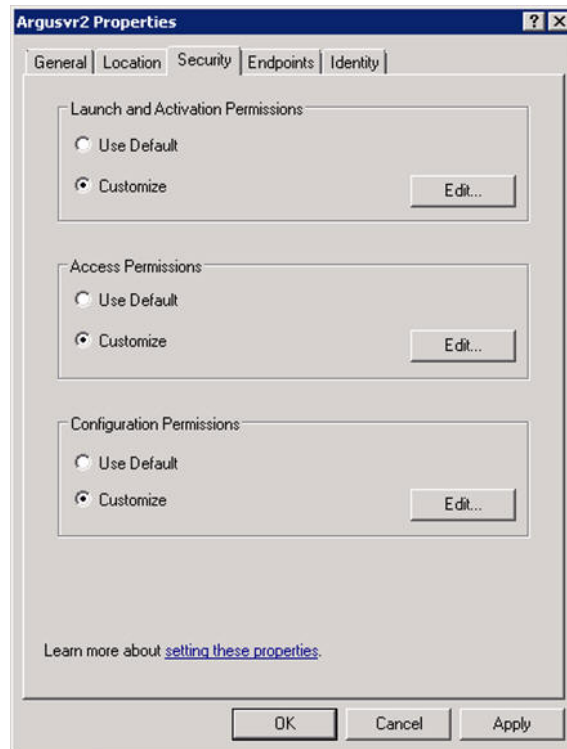 Argusvr2 Properties
General Location Security Endpoints Identity
Launch and Activation Permissions
Use Default
Customize
Edit...
Access Permissions
Use Default
Customize
Edit...
Configuration Permissions
Use Default
Customize
Edit...
Learn more about setting these properties.
OK Cancel Apply